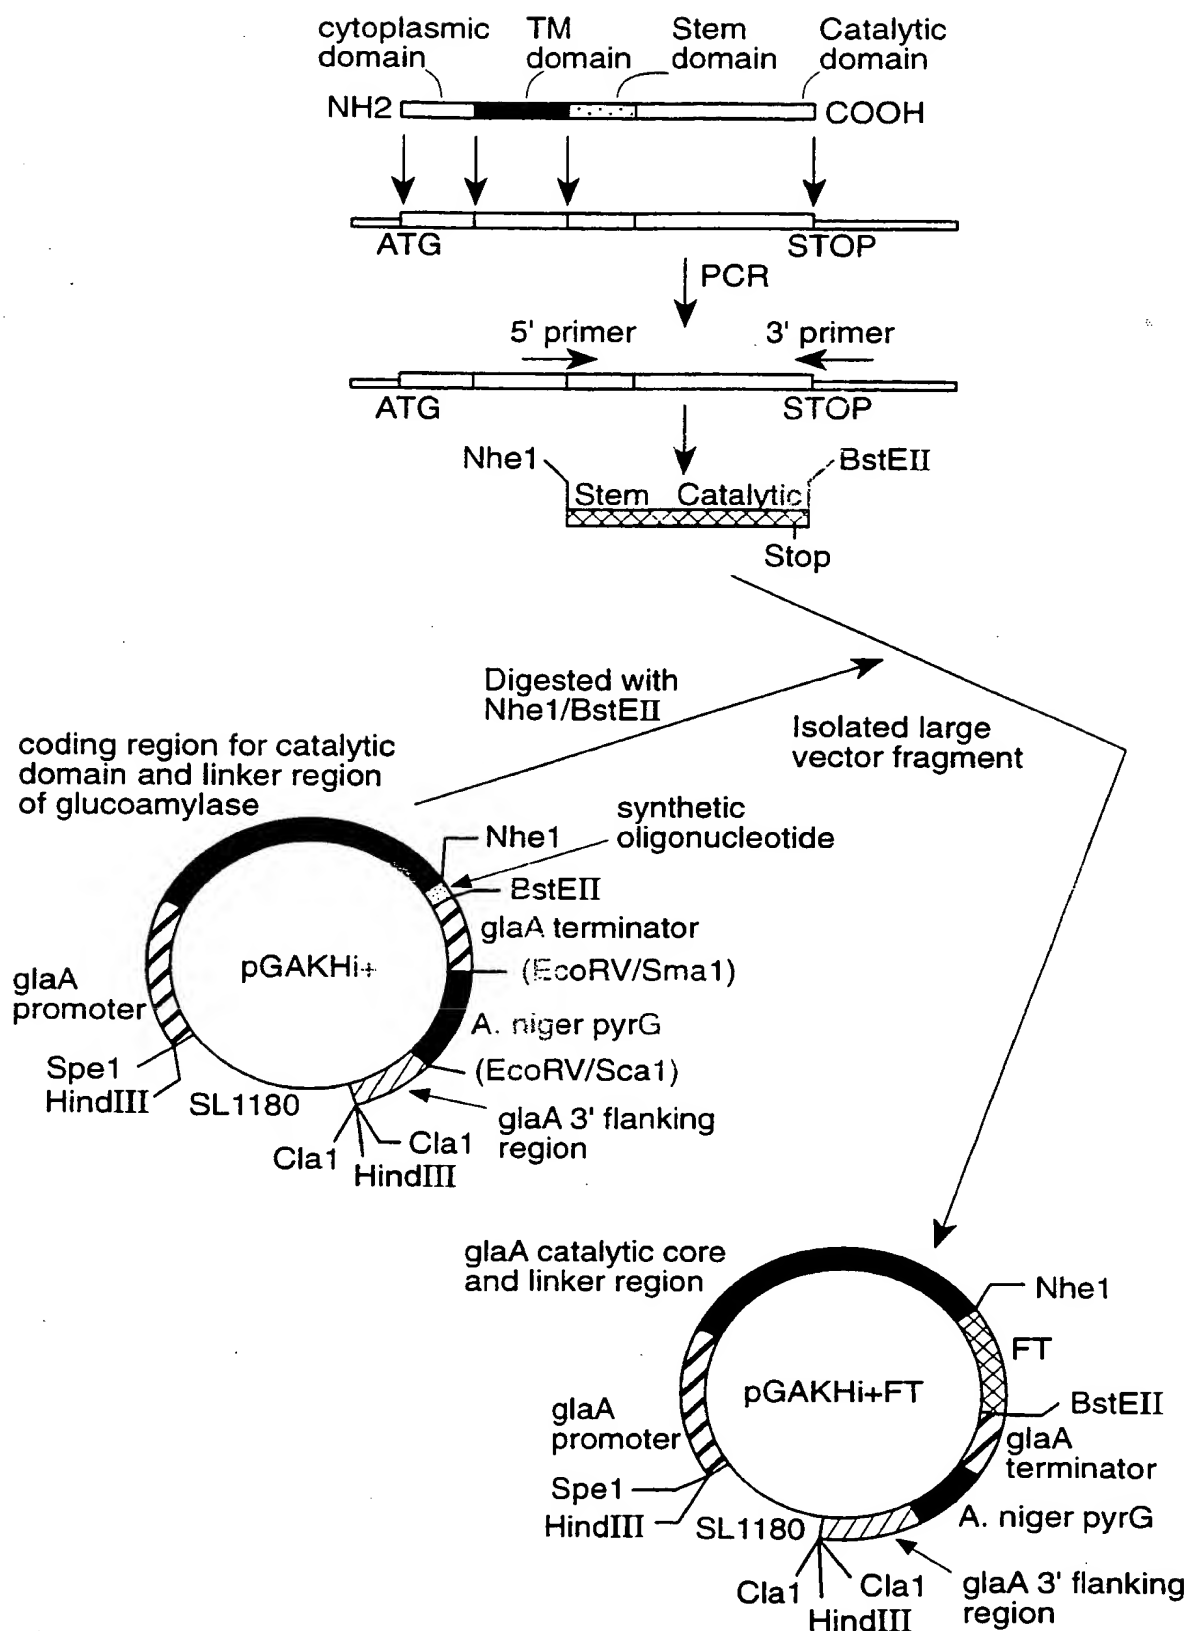 cytoplasmic
domain
TM
domain
Stem
domain
Catalytic
domain
NH2
COOH
ATG
STOP
PCR
5' primer
3' primer
ATG
STOP
Nhe1
BstEII
Stem
Catalytic
Stop
Digested with
Nhe1/BstEII
Isolated large
vector fragment
coding region for catalytic
domain and linker region
of glucoamylase
synthetic
oligonucleotide
Nhe1
BstEII
glaA terminator
(EcoRV/Sma1)
pGAKHi+
glaA
promoter
A. niger pyrG
(EcoRV/Sca1)
Spe1
HindIII
SL1180
glaA 3' flanking
region
Cla1
Cla1
HindIII
glaA catalytic core
and linker region
Nhe1
FT
pGAKHi+FT
BstEII
glaA
promoter
glaA
terminator
Spe1
HindIII
SL1180
A. niger pyrG
Cla1
Cla1
HindIII
glaA 3' flanking
region